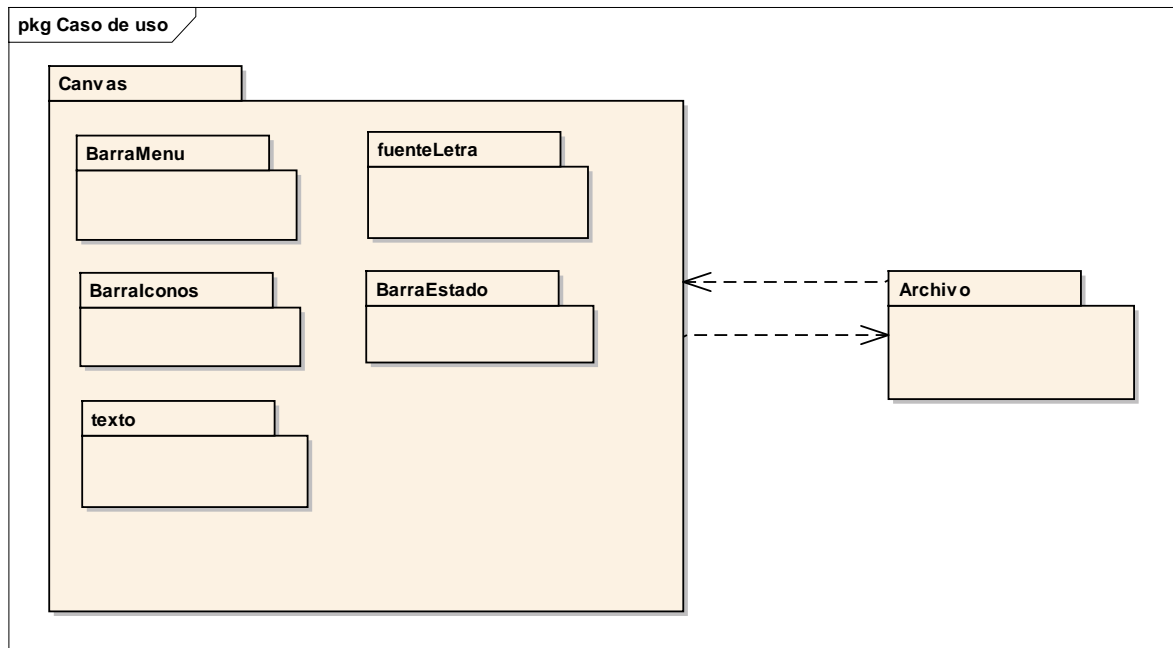 pkg Caso de uso
Canvas
BarraMenu
fuenteLetra
BarraIconos
BarraEstado
Archivo
texto